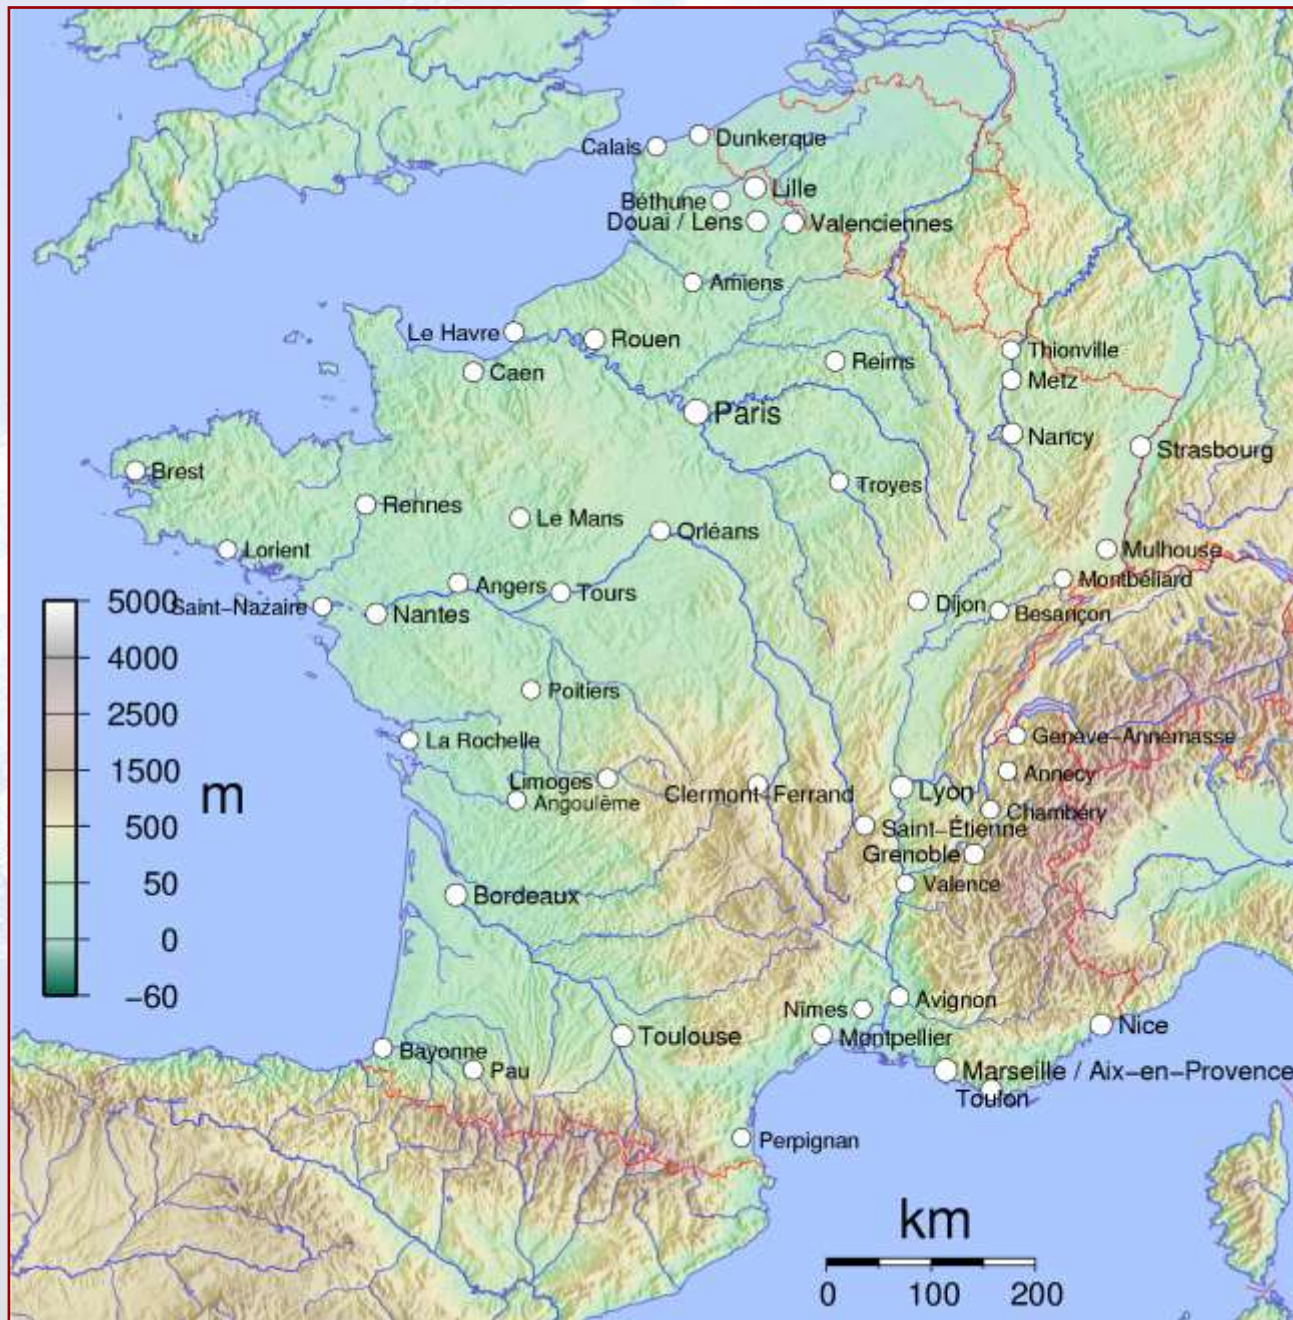 Calais
Dunkerque
Lille
Béthune
Douai / Lens
Valenciennes
Amiens
Le Havre
Rouen
Thionville
Reims
Caen
Metz
Paris
Nancy
Strasbourg
Brest
Troyes
Rennes
Le Mans
Orléans
Lorient
Mulhouse
Montbéliard
Angers
Tours
5000
Saint-Nazaire
Nantes
Dijon
Besançon
4000
Poitiers
2500
La Rochelle
Genève-Annemasse
1500
Annecy
m
Limoges
Angoulême
Clermont-Ferrand
Lyon
Chambéry
500
Saint-Étienne
Grenoble
50
Valence
Bordeaux
0
-60
Avignon
Nîmes
Nice
Toulouse
Montpellier
Bayonne
Pau
Marseille / Aix-en-Provence
Toulon
Perpignan
km
0 100 200